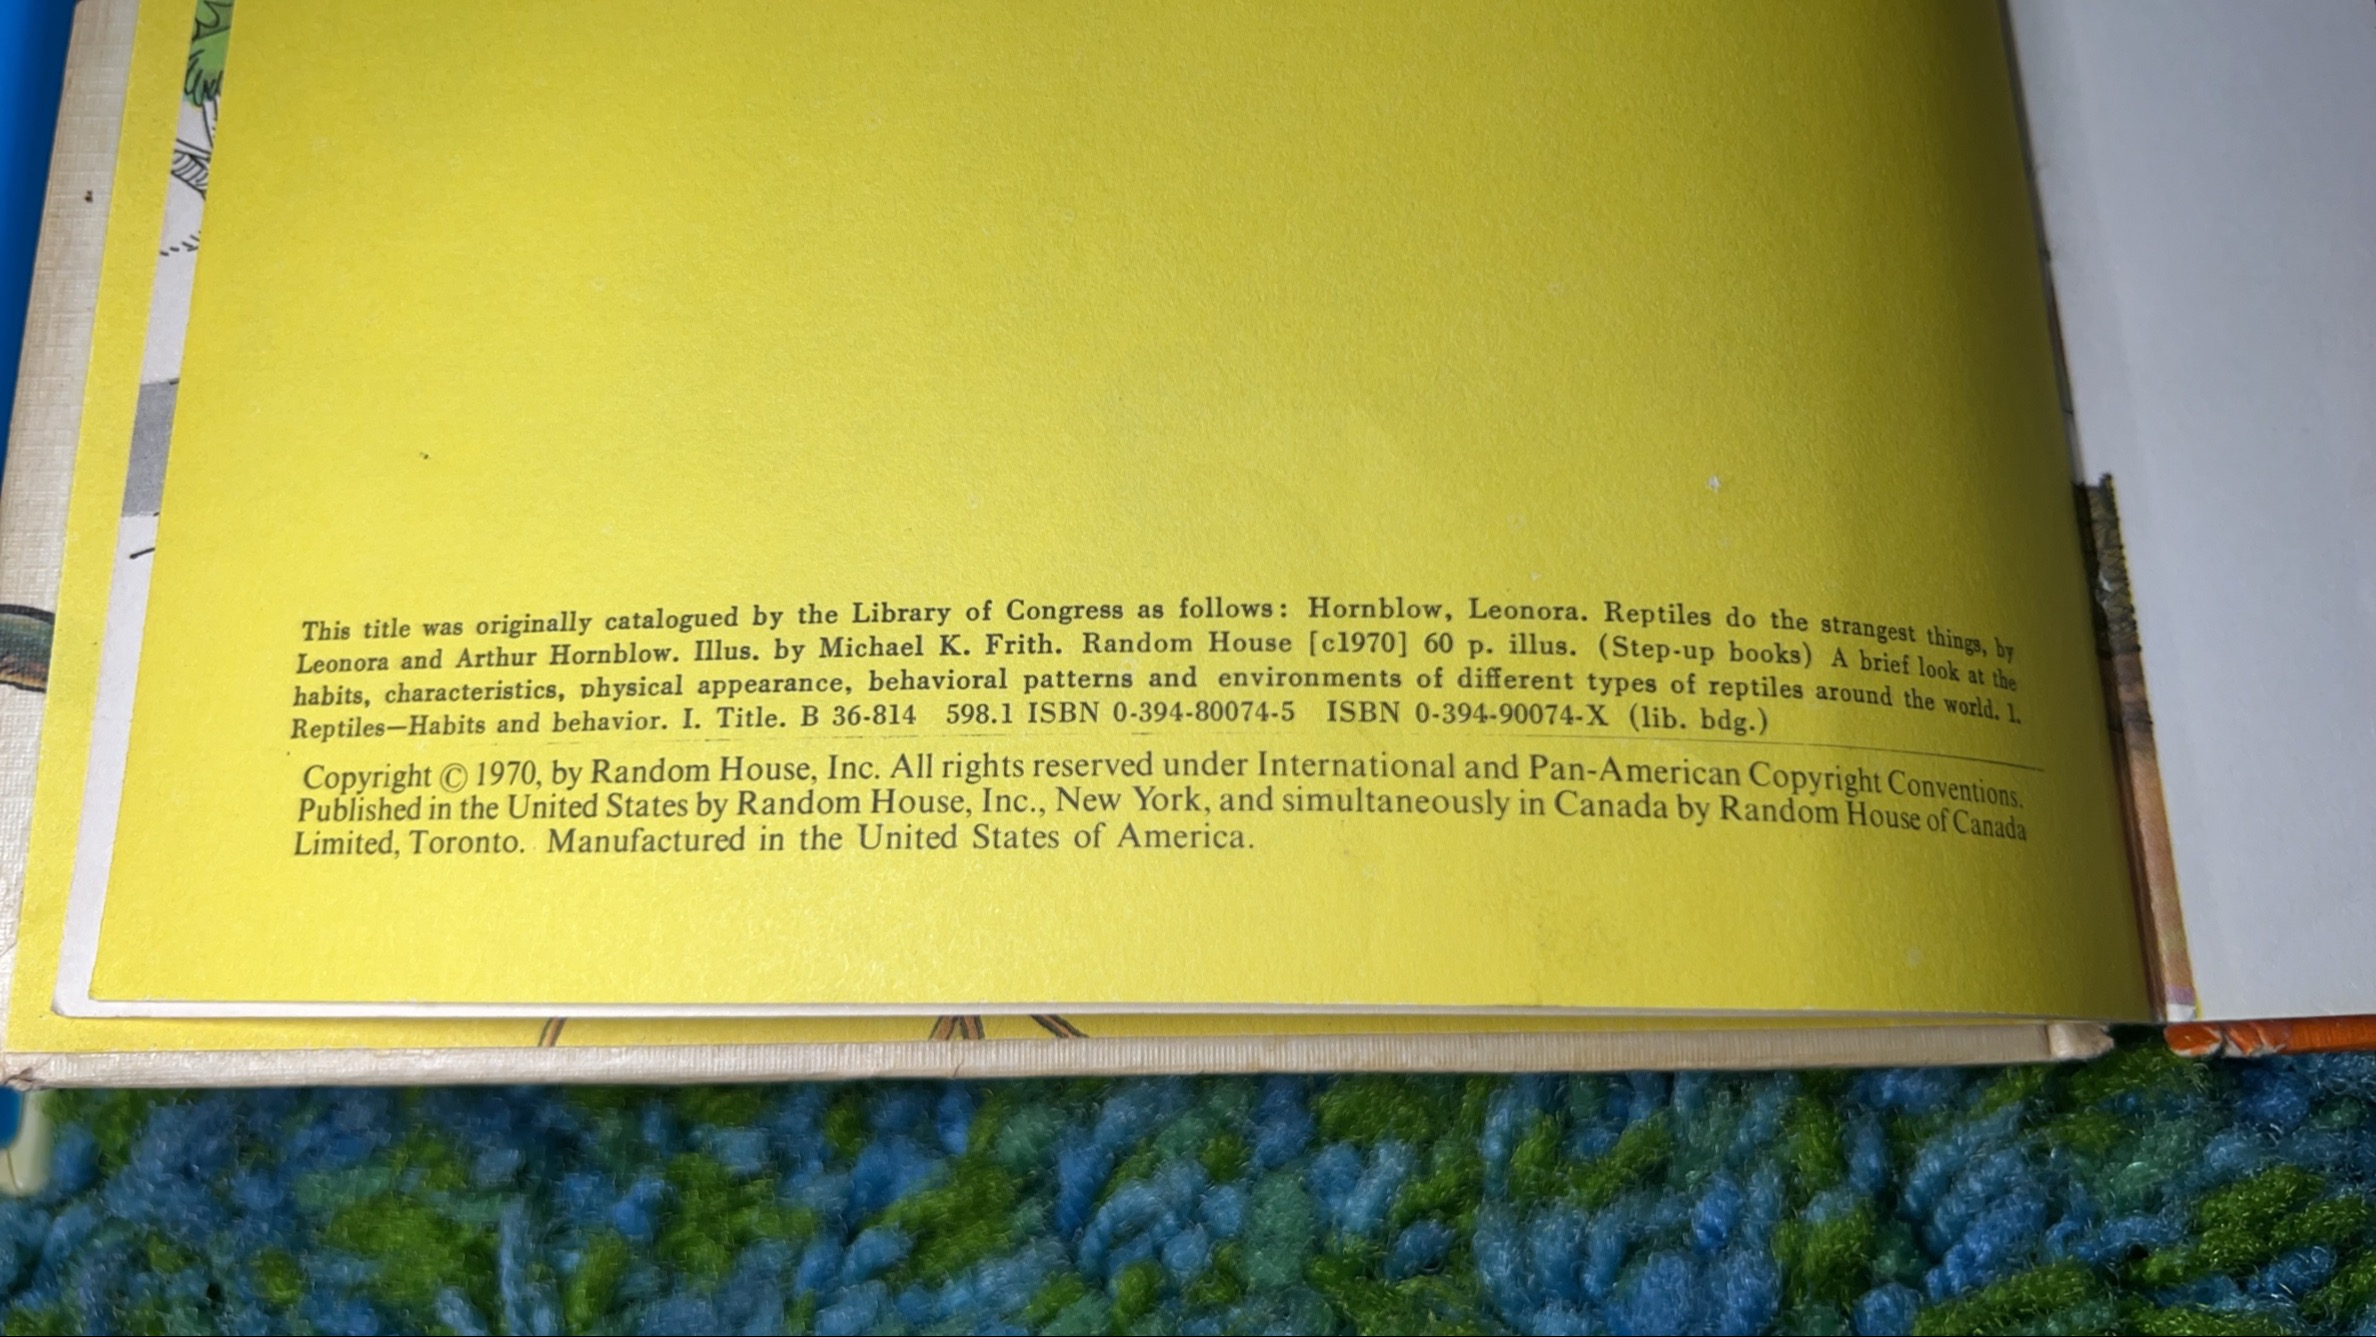 This title was originally catalogued by the Library of Congress as follows: Hornblow, Leonora. Reptiles do the strangest things, by
Leonora and Arthur Hornblow. Illus. by Michael K. Frith. Random House [c1970] 60 p. illus. (Step-up books) A brief look at the
habits, characteristics, physical appearance, behavioral patterns and environments of different types of reptiles around the world. 1.
Reptiles—Habits and behavior. I. Title. B 36-814 598.1 ISBN 0-394-80074-5 ISBN 0-394-90074-X (lib. bdg.)
Copyright © 1970, by Random House, Inc. All rights reserved under International and Pan-American Copyright Conventions.
Published in the United States by Random House, Inc., New York, and simultaneously in Canada by Random House of Canada
Limited, Toronto. Manufactured in the United States of America.